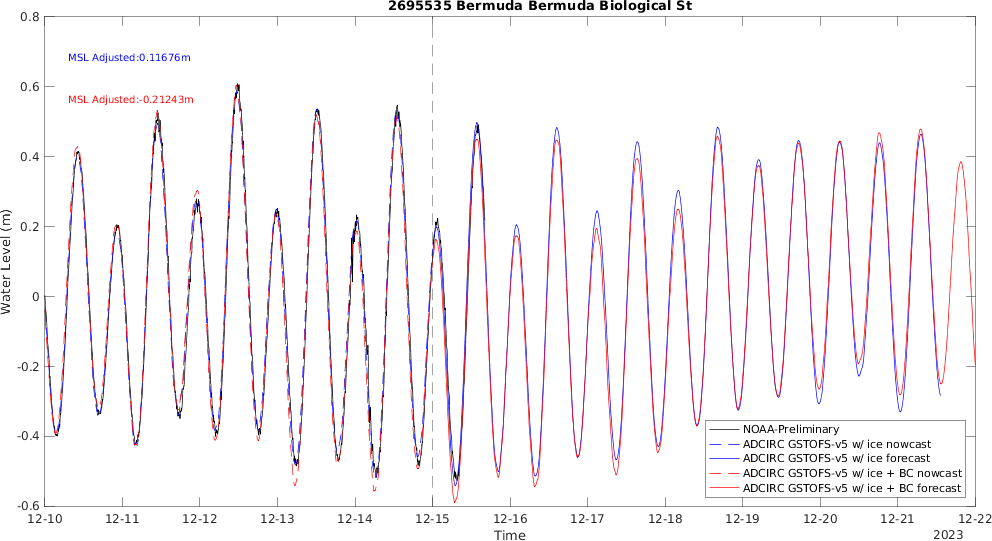 2695535 Bermuda Bermuda Biological St
MSL Adjusted:0.11676m
MSL Adjusted:-0.21243m
Water Level (m)
0.8
0.6
0.4
0.2
0
-0.2
-0.4
-0.6
NOAA-Preliminary
ADCIRC GSTOFS-v5 w/ ice nowcast
ADCIRC GSTOFS-v5 w/ ice forecast
ADCIRC GSTOFS-v5 w/ ice + BC nowcast
ADCIRC GSTOFS-v5 w/ ice + BC forecast
12-10 12-11 12-12 12-13 12-14 12-15 12-16 12-17 12-18 12-19 12-20 12-21 12-22
Time
2023